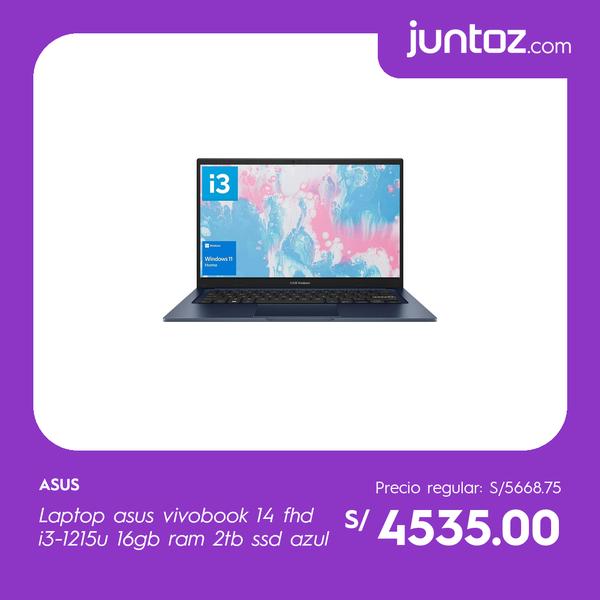 juntoz.com
i3
Windows
Windows 11
Home
ASUS
Precio regular: S/5668.75
Laptop asus vivobook 14 fhd
i3-1215u 16gb ram 2tb ssd azul
S/ 4535.00